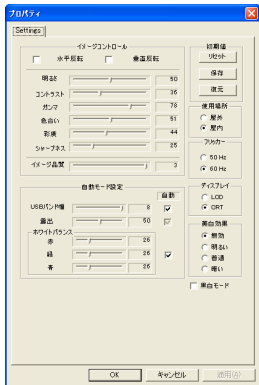 プロパティ
Settings
イメージコントロール
水平反転 垂直反転
明るさ 50
コントラスト 36
ガンマ 78
色合い 51
彩度 44
シャープネス 25
イメージ品質 3
自動モード設定
自動
USBバンド幅 8
露出 50
ホワイトバランス
赤 26
緑 26
青 26
初期値
リセット
保存
復元
使用場所
屋外
屋内
フリッカー
50 Hz
60 Hz
ディスプレイ
LCD
CRT
黒白効果
無効
明るい
普通
暗い
黒白モード
OK キャンセル 適用(A)